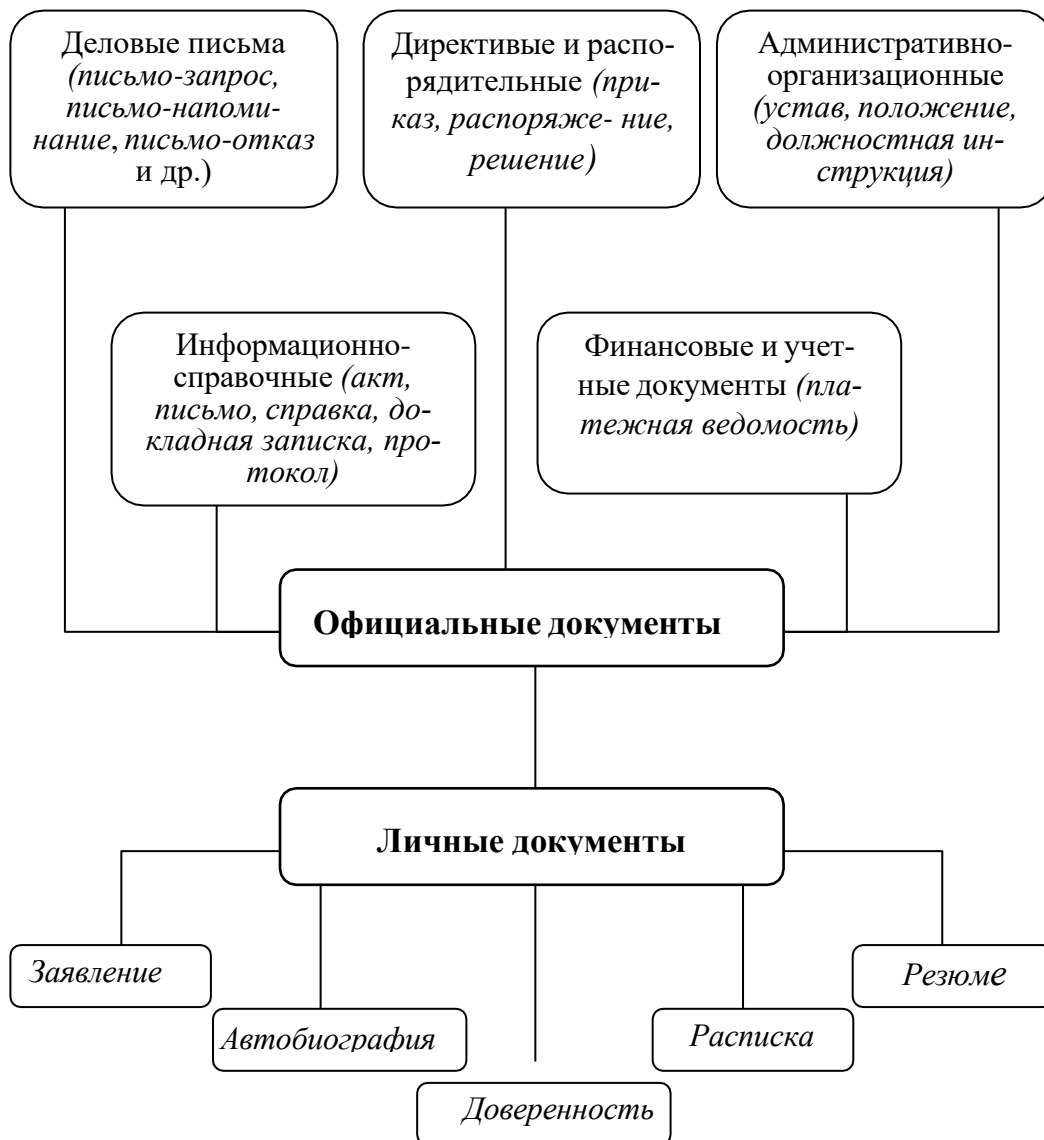 Деловые письма
(письмо-запрос,
письмо-напоми-
нание, письмо-отказ
и др.)
Директивые и распо-
рядительные (при-
каз, распоряже- ние,
решение)
Административно-
организационные
(устав, положение,
должностная ин-
струкция)
Информационно-
справочные (акт,
письмо, справка, до-
кладная записка, про-
токол)
Финансовые и учет-
ные документы (пла-
тежная ведомость)
Официальные документы
Личные документы
Заявление
Резюме
Автобиография
Расписка
Доверенность